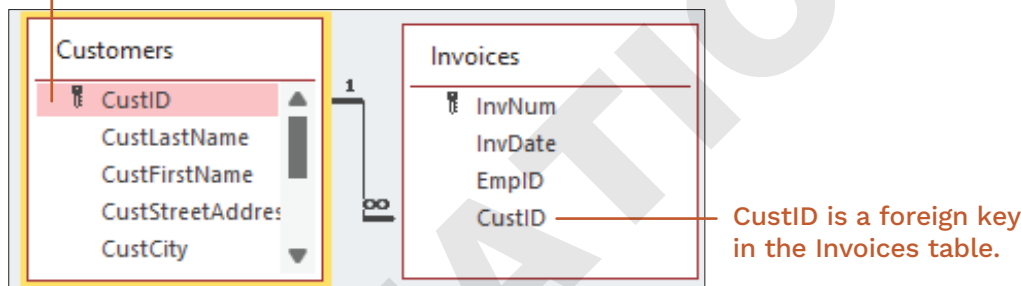 Customers
CustID
CustLastName
CustFirstName
CustStreetAddres
CustCity
1
∞
Invoices
InvNum
InvDate
EmpID
CustID
CustID is a foreign key
in the Invoices table.